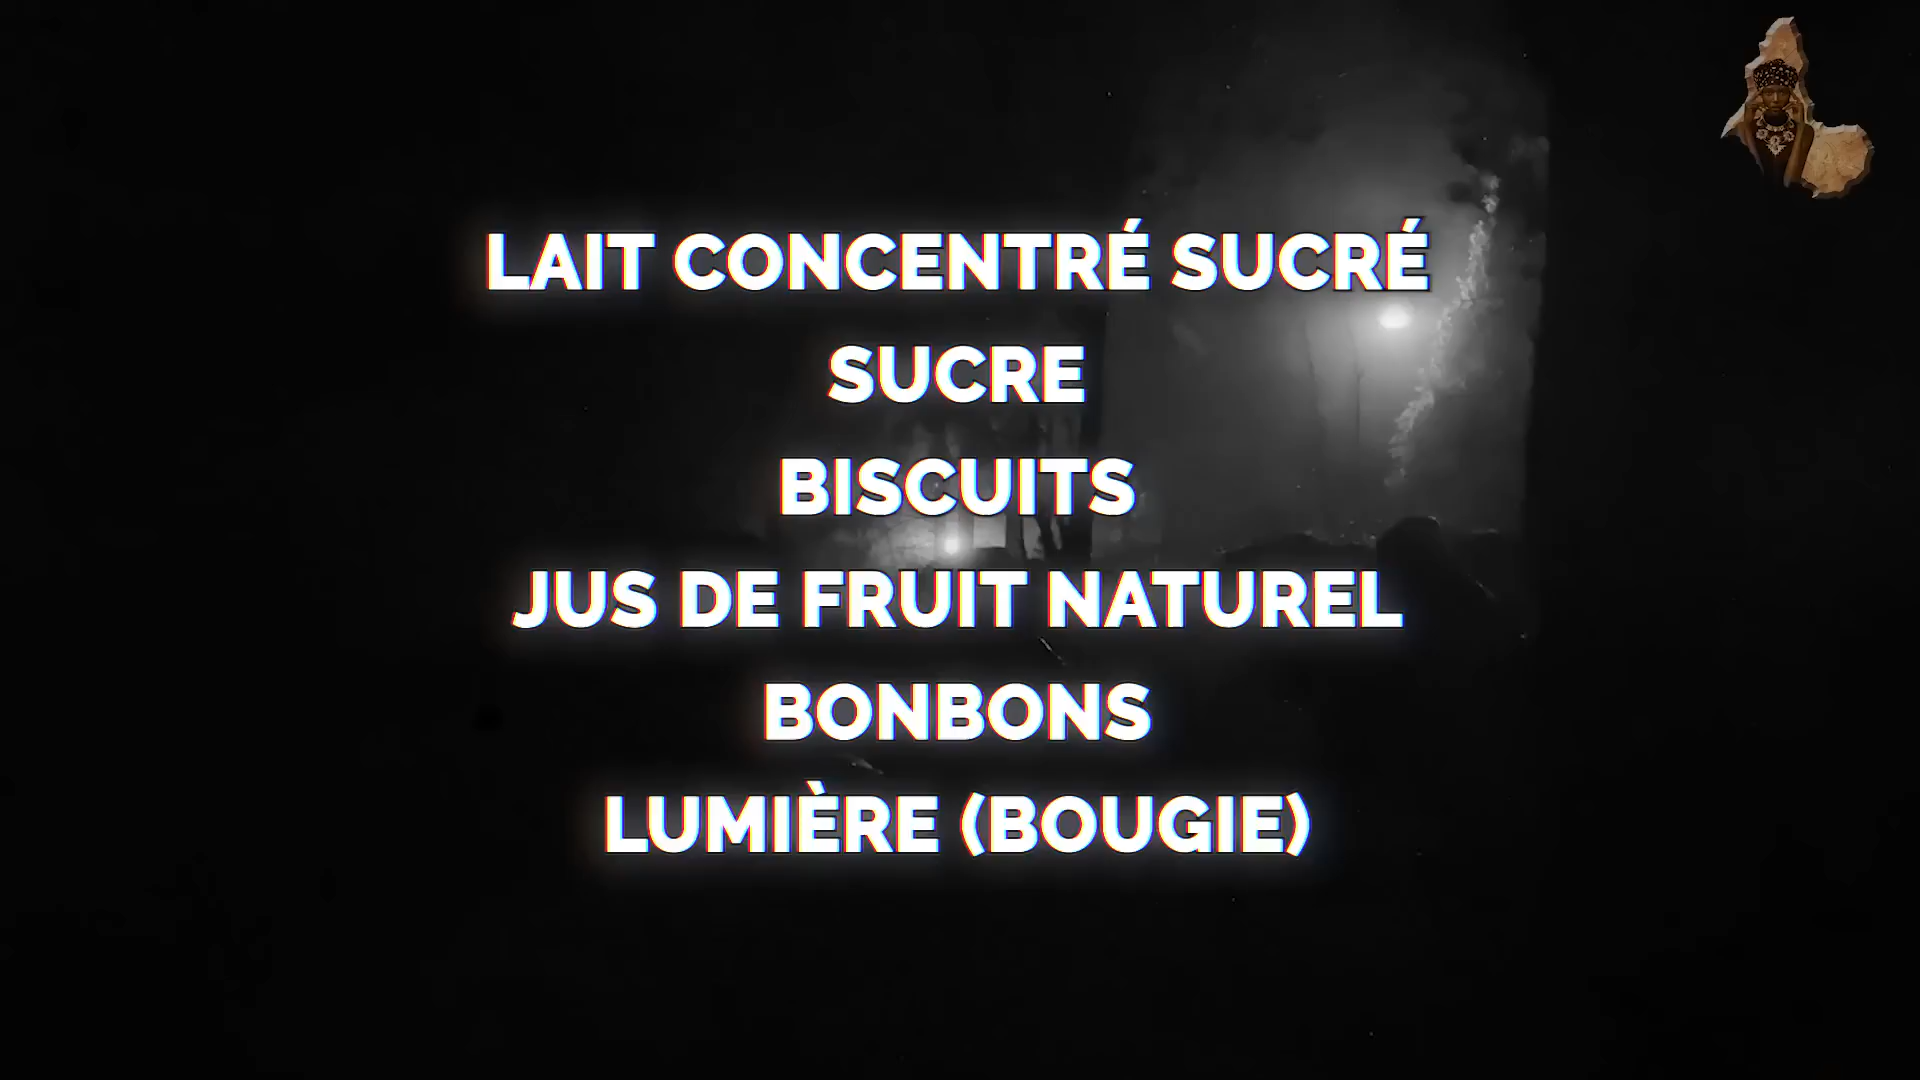 LAIT CONCENTRÉ SUCRÉ
SUCRE
BISCUITS
JUS DE FRUIT NATUREL
BONBONS
LUMIÈRE (BOUGIE)